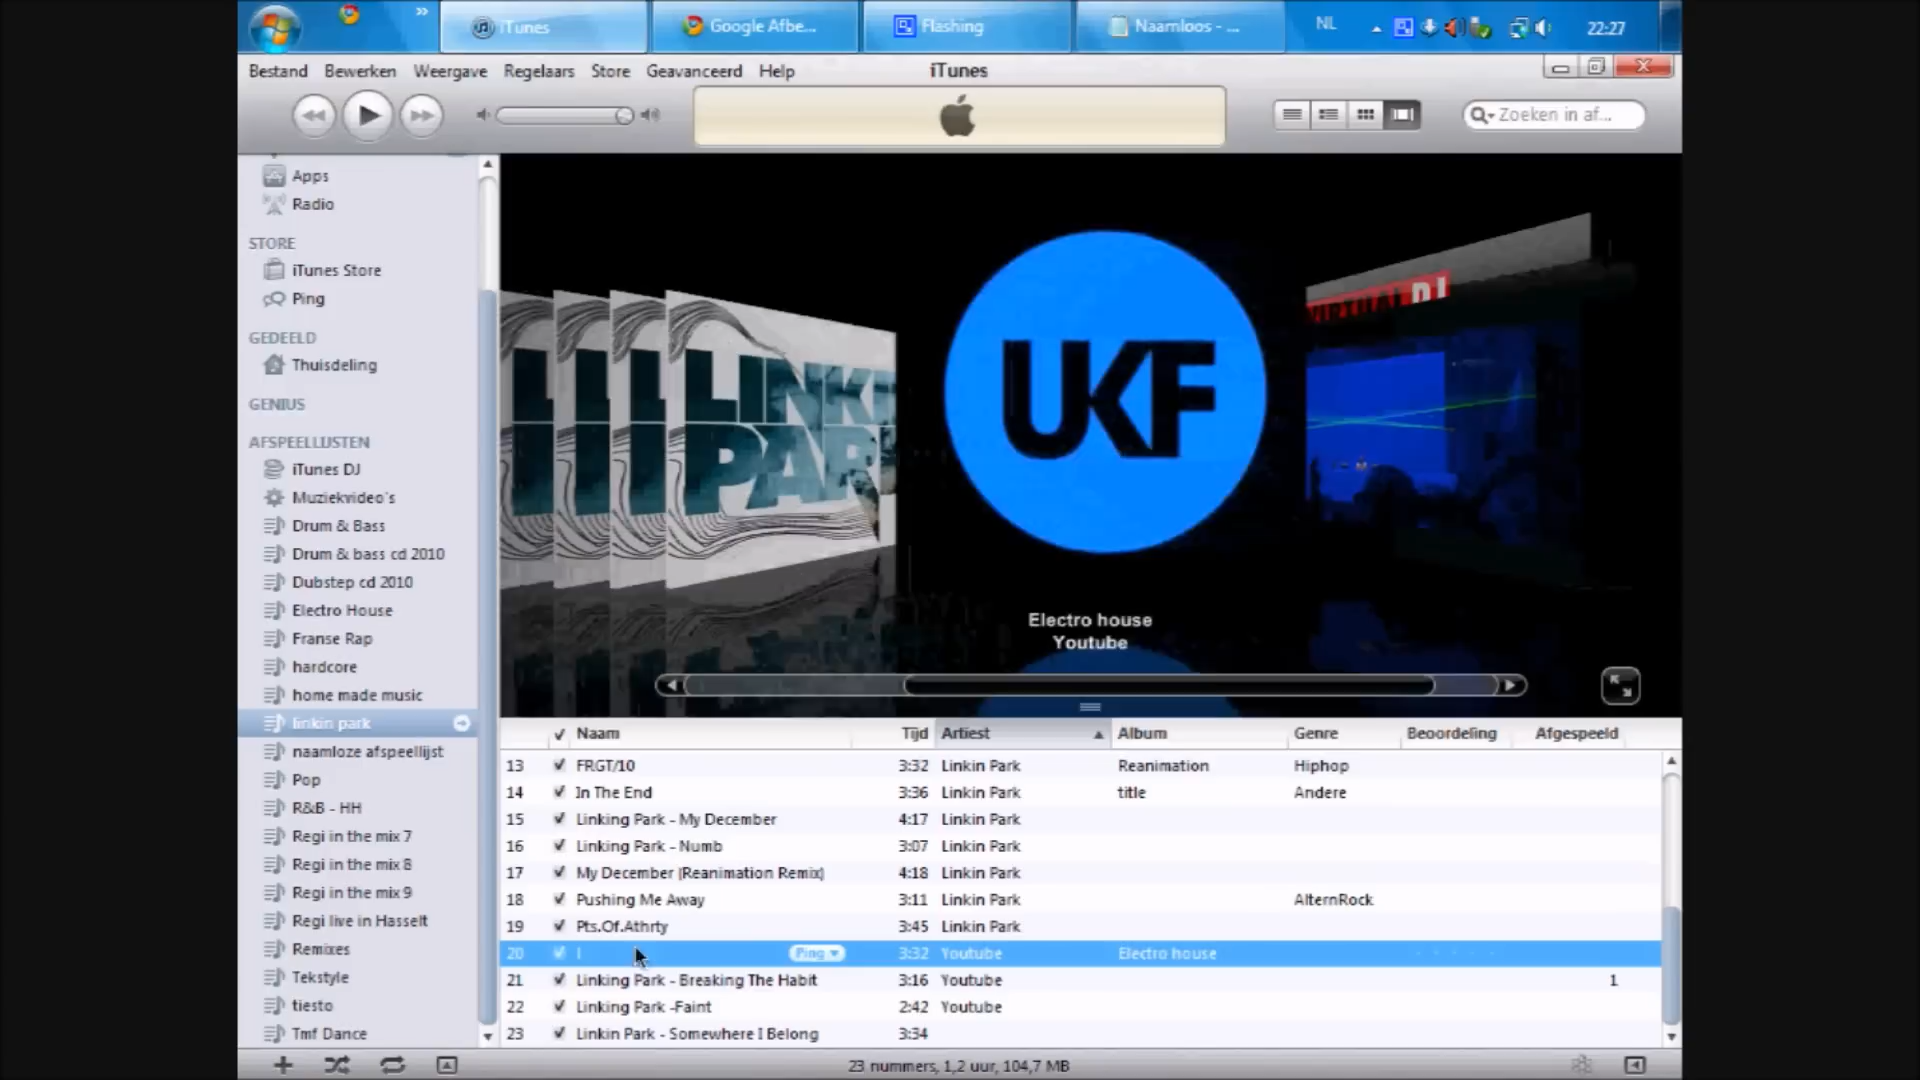 iTunes
Google Afbe...
Flashing
Naamloos - ...
NL
22:27
Bestand Bewerken Weergave Regelaars Store Geavanceerd Help
iTunes
Zoeken in af...
Apps
Radio
STORE
iTunes Store
Ping
GEDEELD
Thuisdeling
GENIUS
AFSPEELLIJSTEN
iTunes DJ
Muziekvideo's
Drum & Bass
Drum & bass cd 2010
Dubstep cd 2010
Electro House
Franse Rap
hardcore
home made music
linkin park
naamloze afspeellijst
Pop
R&B - HH
Regi in the mix 7
Regi in the mix 8
Regi in the mix 9
Regi live in Hasselt
Remixes
Tekstyle
tiesto
Tmf Dance
LINK
PAR
UKF
VIRTUAL DJ
Electro house
Youtube
Naam Tijd Artiest Album Genre Beoordeling Afgespeeld
13 FRGT/10 3:32 Linkin Park Reanimation Hiphop
14 In The End 3:36 Linkin Park title Andere
15 Linking Park - My December 4:17 Linkin Park
16 Linking Park - Numb 3:07 Linkin Park
17 My December (Reanimation Remix) 4:18 Linkin Park
18 Pushing Me Away 3:11 Linkin Park AlternRock
19 Pts.Of.Athrty 3:45 Linkin Park
20 l Ping 3:32 Youtube Electro house
21 Linking Park - Breaking The Habit 3:16 Youtube 1
22 Linking Park -Faint 2:42 Youtube
23 Linkin Park - Somewhere I Belong 3:34
23 nummers, 1,2 uur, 104,7 MB